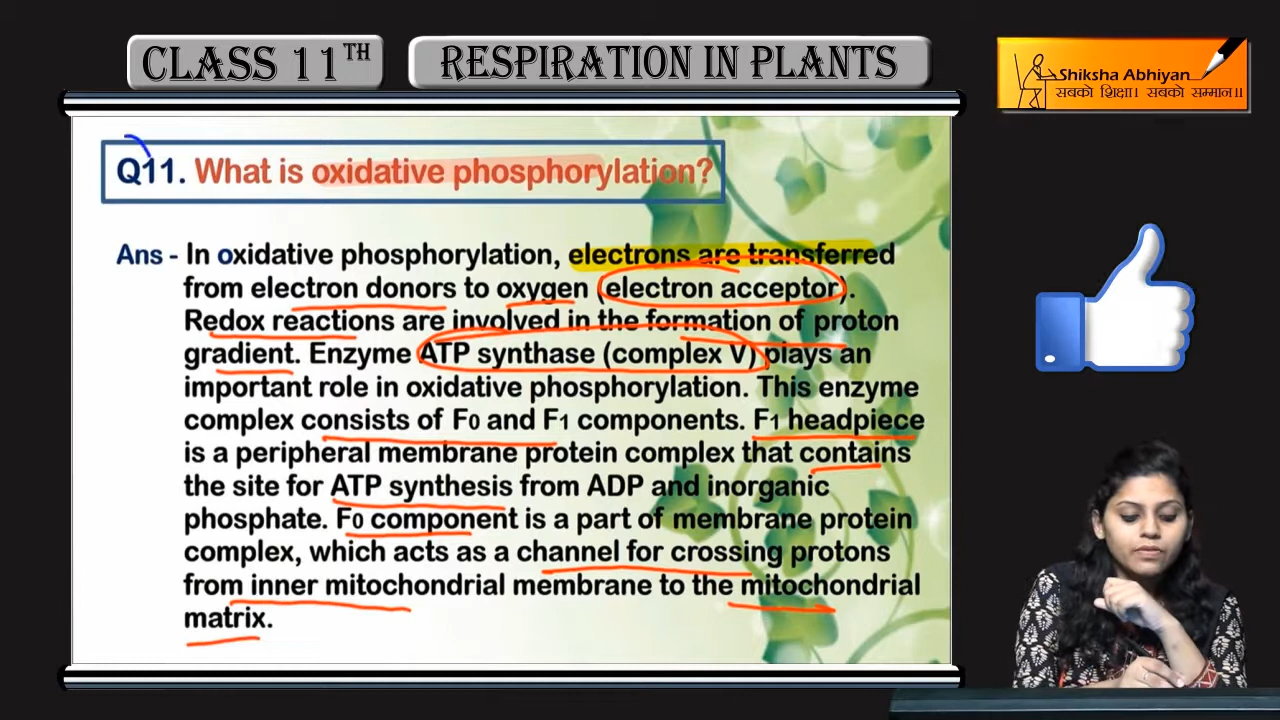 CLASS 11TH
RESPIRATION IN PLANTS
Shiksha Abhiyan
सबको शिक्षा। सबको सम्मान॥
Q11. What is oxidative phosphorylation?
Ans - In oxidative phosphorylation, electrons are transferred
from electron donors to oxygen (electron acceptor).
Redox reactions are involved in the formation of proton
gradient. Enzyme ATP synthase (complex V) plays an
important role in oxidative phosphorylation. This enzyme
complex consists of F0 and F1 components. F1 headpiece
is a peripheral membrane protein complex that contains
the site for ATP synthesis from ADP and inorganic
phosphate. F0 component is a part of membrane protein
complex, which acts as a channel for crossing protons
from inner mitochondrial membrane to the mitochondrial
matrix.